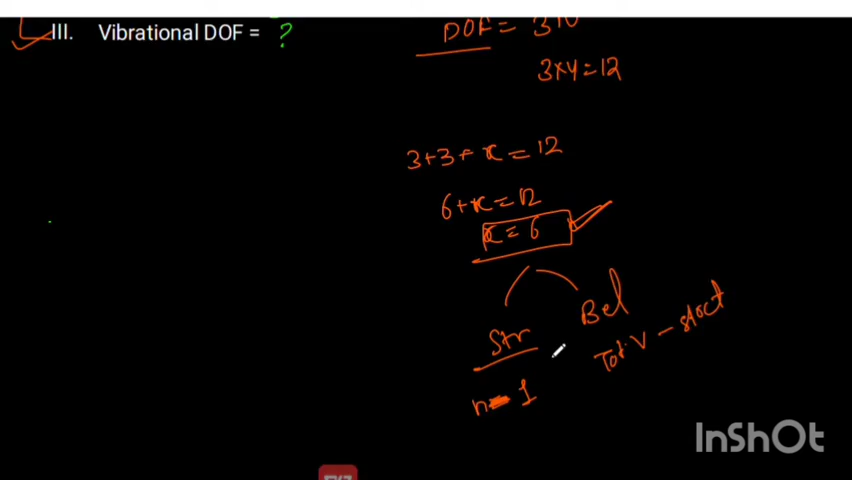 III. Vibrational DOF = ?
DOF = 3N
3×4=12
3+3+x=12
6+x=12
x=6
Str
Bel
n-1
Tot V - stoct
InShOt